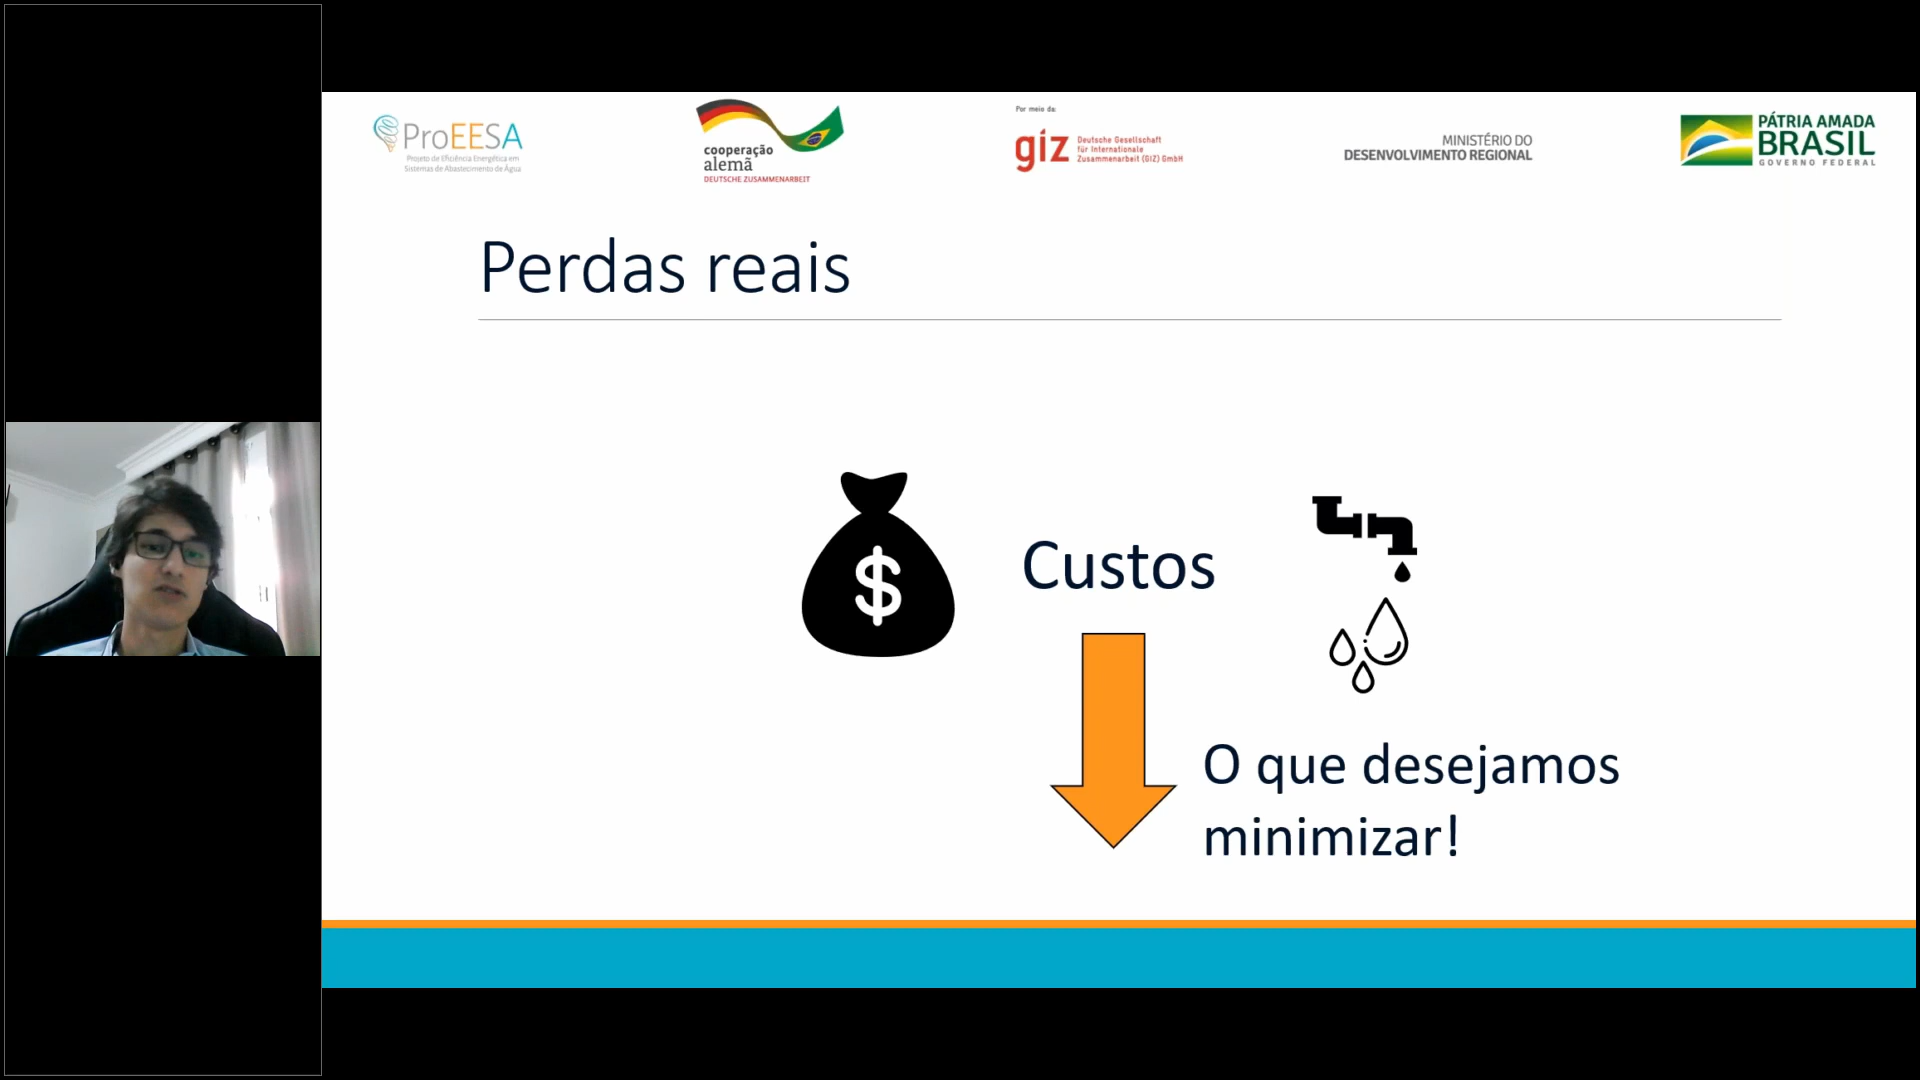 ProEESA
Projeto de Eficiência Energética em
Sistemas de Abastecimento de Água
cooperação
alemã
DEUTSCHE ZUSAMMENARBEIT
Por meio da:
giz
Deutsche Gesellschaft
für Internationale
Zusammenarbeit (GIZ) GmbH
MINISTÉRIO DO
DESENVOLVIMENTO REGIONAL
PÁTRIA AMADA
BRASIL
GOVERNO FEDERAL
Perdas reais
$
Custos
O que desejamos
minimizar!